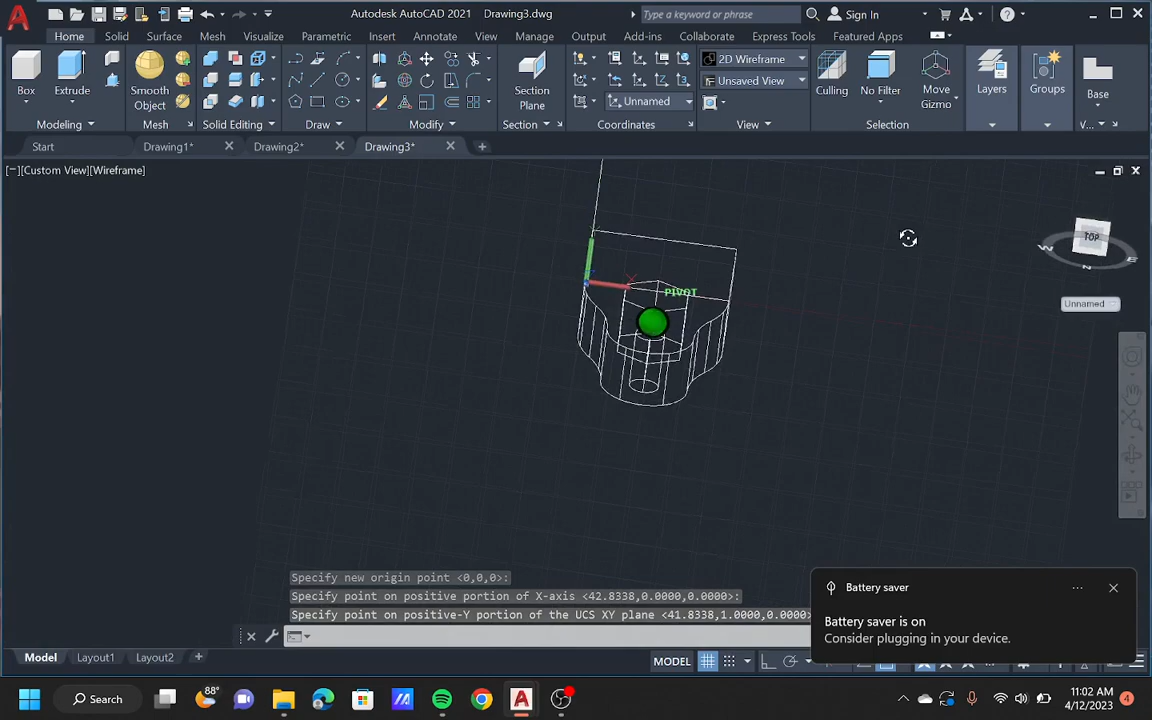 Autodesk AutoCAD 2021 Drawing3.dwg
Type a keyword or phrase
Sign In
Home Solid Surface Mesh Visualize Parametric Insert Annotate View Manage Output Add-ins Collaborate Express Tools Featured Apps
Box
Extrude
Smooth
Object
Section
Plane
2D Wireframe
Unsaved View
Unnamed
Culling
No Filter
Move
Gizmo
Layers
Groups
Base
Modeling
Mesh
Solid Editing
Draw
Modify
Section
Coordinates
View
Selection
V...
Start
Drawing1*
Drawing2*
Drawing3*
[−][Custom View][Wireframe]
TOP
W
N
E
Unnamed
PIVOT
Specify new origin point <0,0,0>:
Specify point on positive portion of X-axis <42.8338,0.0000,0.0000>:
Specify point on positive-Y portion of the UCS XY plane <41.8338,1.0000,0.0000>
Battery saver
Battery saver is on
Consider plugging in your device.
Model
Layout1
Layout2
MODEL
Search
88°
11:02 AM
4/12/2023
4